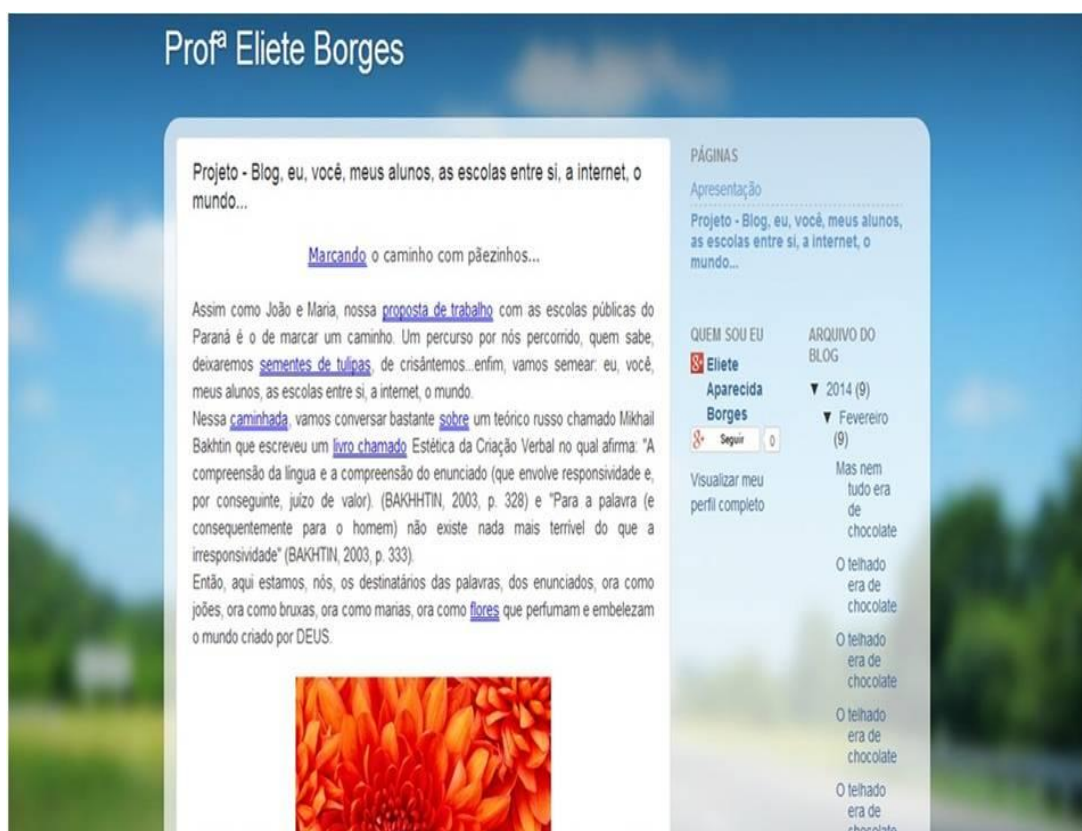 Profª Eliete Borges
Projeto - Blog, eu, você, meus alunos, as escolas entre si, a internet, o
mundo...
Marcando o caminho com pãezinhos...
Assim como João e Maria, nossa proposta de trabalho com as escolas públicas do
Paraná é o de marcar um caminho. Um percurso por nós percorrido, quem sabe,
deixaremos sementes de tulipas, de crisântemos...enfim, vamos semear: eu, você,
meus alunos, as escolas entre si, a internet, o mundo.
Nessa caminhada, vamos conversar bastante sobre um teórico russo chamado Mikhail
Bakhtin que escreveu um livro chamado Estética da Criação Verbal no qual afirma: "A
compreensão da língua e a compreensão do enunciado (que envolve responsividade e,
por conseguinte, juízo de valor). (BAKHHTIN, 2003, p. 328) e "Para a palavra (e
consequentemente para o homem) não existe nada mais terrível do que a
irresponsividade" (BAKHTIN, 2003, p. 333).
Então, aqui estamos, nós, os destinatários das palavras, dos enunciados, ora como
joões, ora como bruxas, ora como marias, ora como flores que perfumam e embelezam
o mundo criado por DEUS.
PÁGINAS
Apresentação
Projeto - Blog, eu, você, meus alunos,
as escolas entre si, a internet, o
mundo...
QUEM SOU EU
Eliete
Aparecida
Borges
Seguir 0
Visualizar meu
perfil completo
ARQUIVO DO
BLOG
▼ 2014 (9)
▼ Fevereiro
(9)
Mas nem
tudo era
de
chocolate
O telhado
era de
chocolate
O telhado
era de
chocolate
O telhado
era de
chocolate
O telhado
era de
chocolate